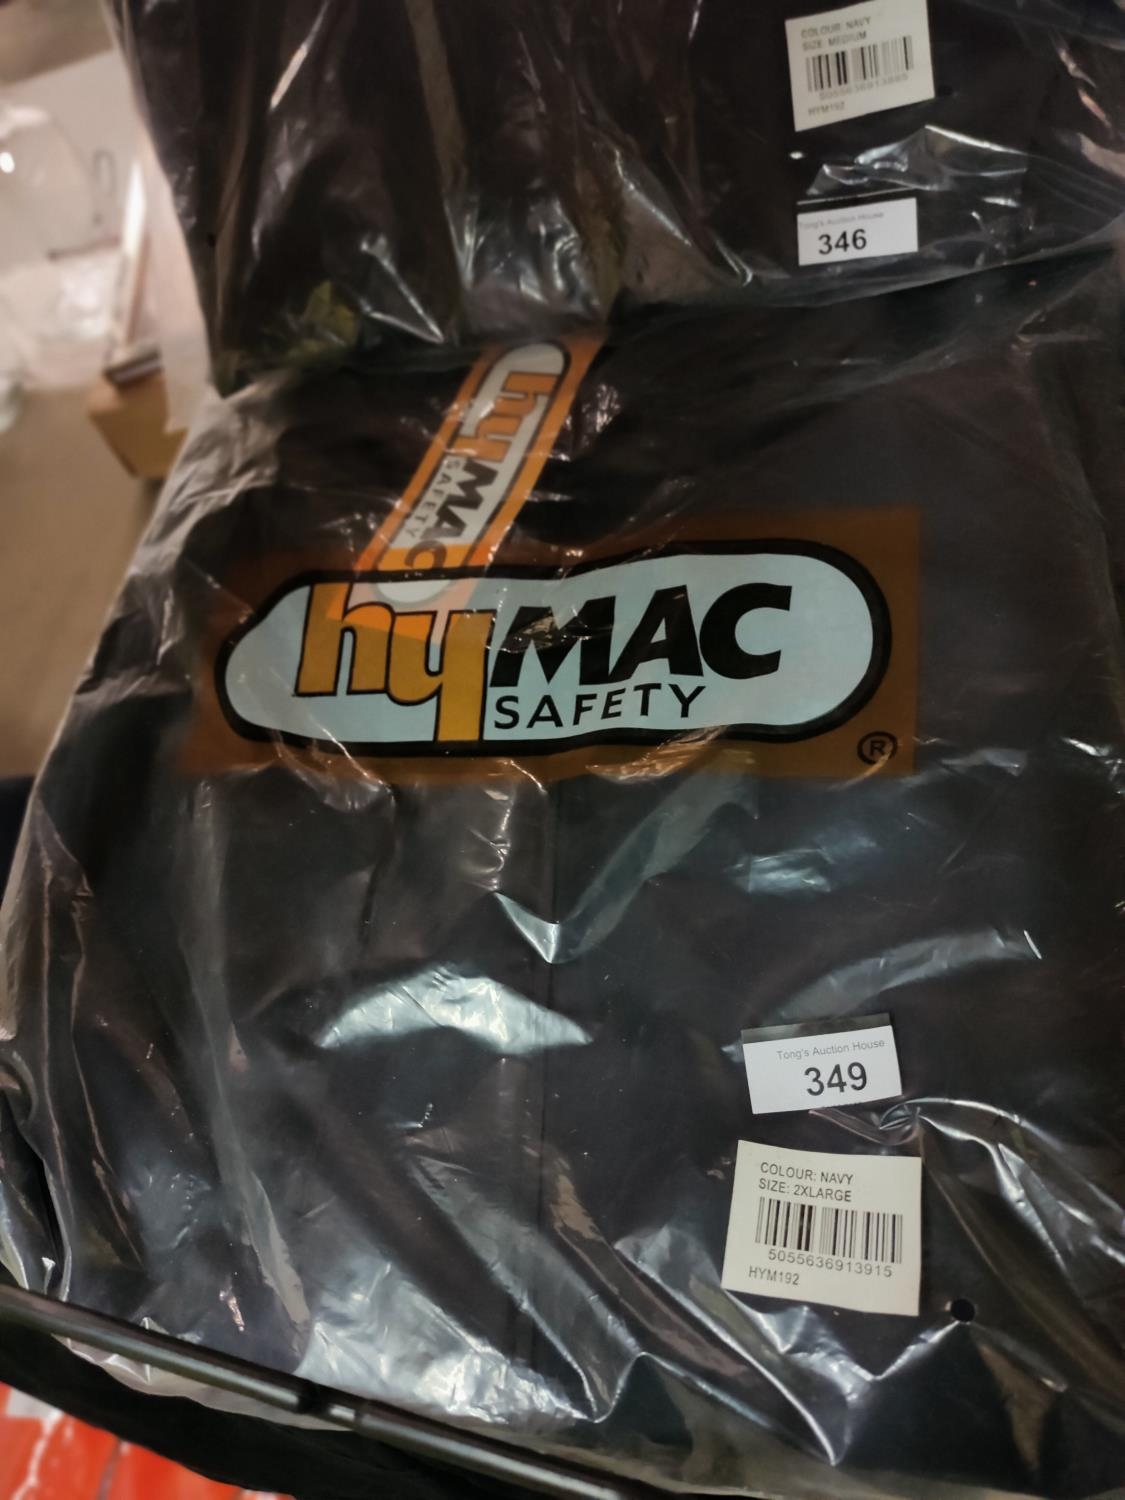 COLOUR: NAVY
SIZE: MEDIUM
HYM192
Tong's Auction House
346
hyMAC
SAFETY
hyMAC
SAFETY
®
Tong's Auction House
349
COLOUR: NAVY
SIZE: 2XLARGE
5055636913915
HYM192